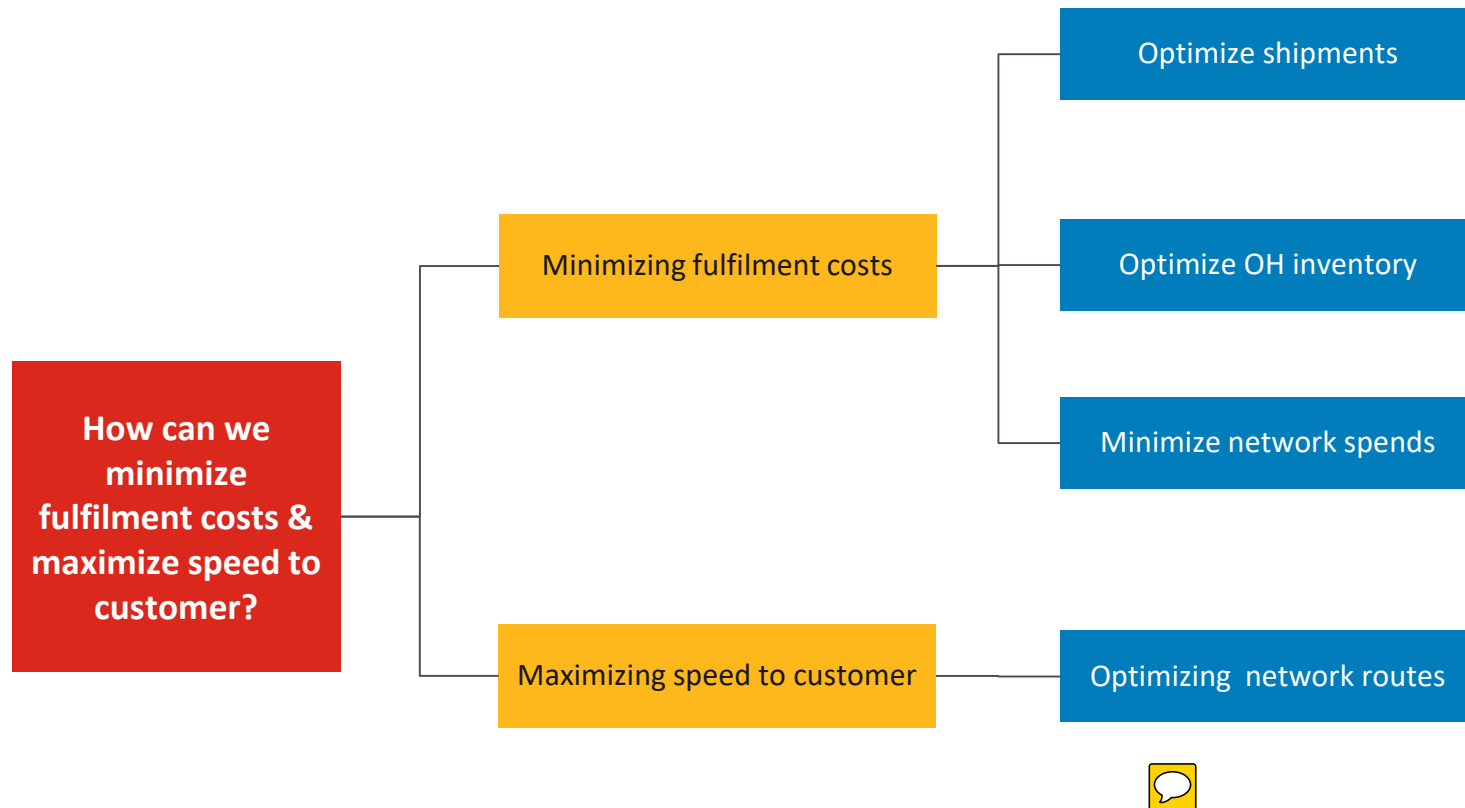 How can we
minimize
fulfilment costs &
maximize speed to
customer?
Minimizing fulfilment costs
Optimize shipments
Optimize OH inventory
Minimize network spends
Maximizing speed to customer
Optimizing  network routes